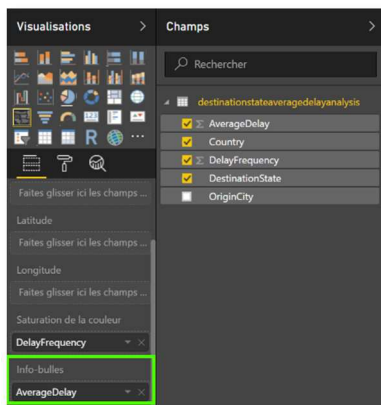 Visualisations
Champs
Rechercher
destinationstateaveragedelayanalysis
AverageDelay
Country
DelayFrequency
DestinationState
OriginCity
R
Faites glisser ici les champs ...
Latitude
Faites glisser ici les champs ...
Longitude
Faites glisser ici les champs ...
Saturation de la couleur
DelayFrequency
Info-bulles
AverageDelay